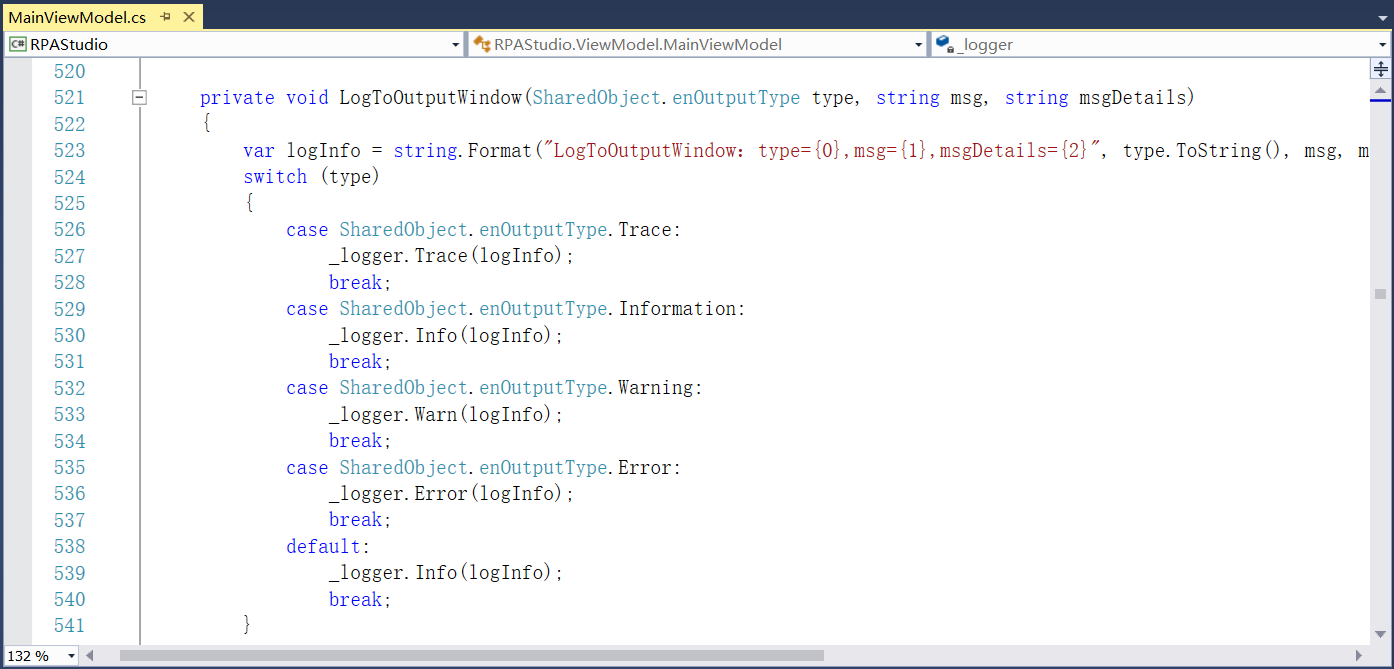 MainViewModel.cs
RPAStudio
RPAStudio.ViewModel.MainViewModel
_logger
520
521 private void LogToOutputWindow(SharedObject.enOutputType type, string msg, string msgDetails)
522 {
523 var logInfo = string.Format("LogToOutputWindow：type={0},msg={1},msgDetails={2}", type.ToString(), msg, m
524 switch (type)
525 {
526 case SharedObject.enOutputType.Trace:
527 _logger.Trace(logInfo);
528 break;
529 case SharedObject.enOutputType.Information:
530 _logger.Info(logInfo);
531 break;
532 case SharedObject.enOutputType.Warning:
533 _logger.Warn(logInfo);
534 break;
535 case SharedObject.enOutputType.Error:
536 _logger.Error(logInfo);
537 break;
538 default:
539 _logger.Info(logInfo);
540 break;
541 }
132 %